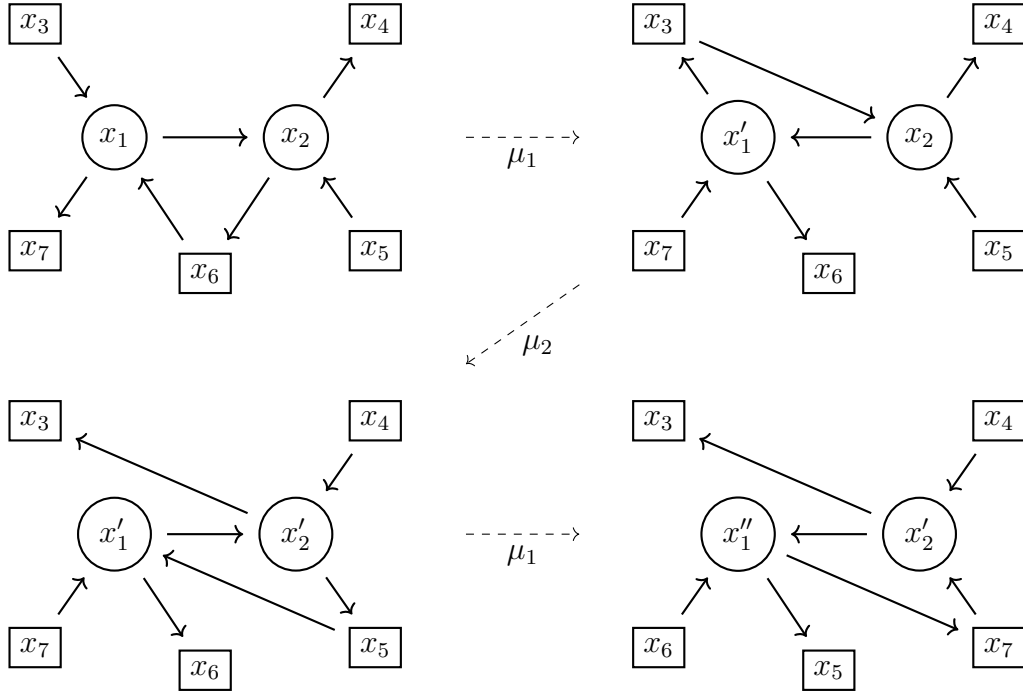 x₃ x₄ x₃ x₄
x₁ x₂ μ₁ x′₁ x₂
x₇ x₆ x₅ x₇ x₆ x₅
μ₂
x₃ x₄ x₃ x₄
x′₁ x′₂ μ₁ x″₁ x′₂
x₇ x₆ x₅ x₆ x₅ x₇